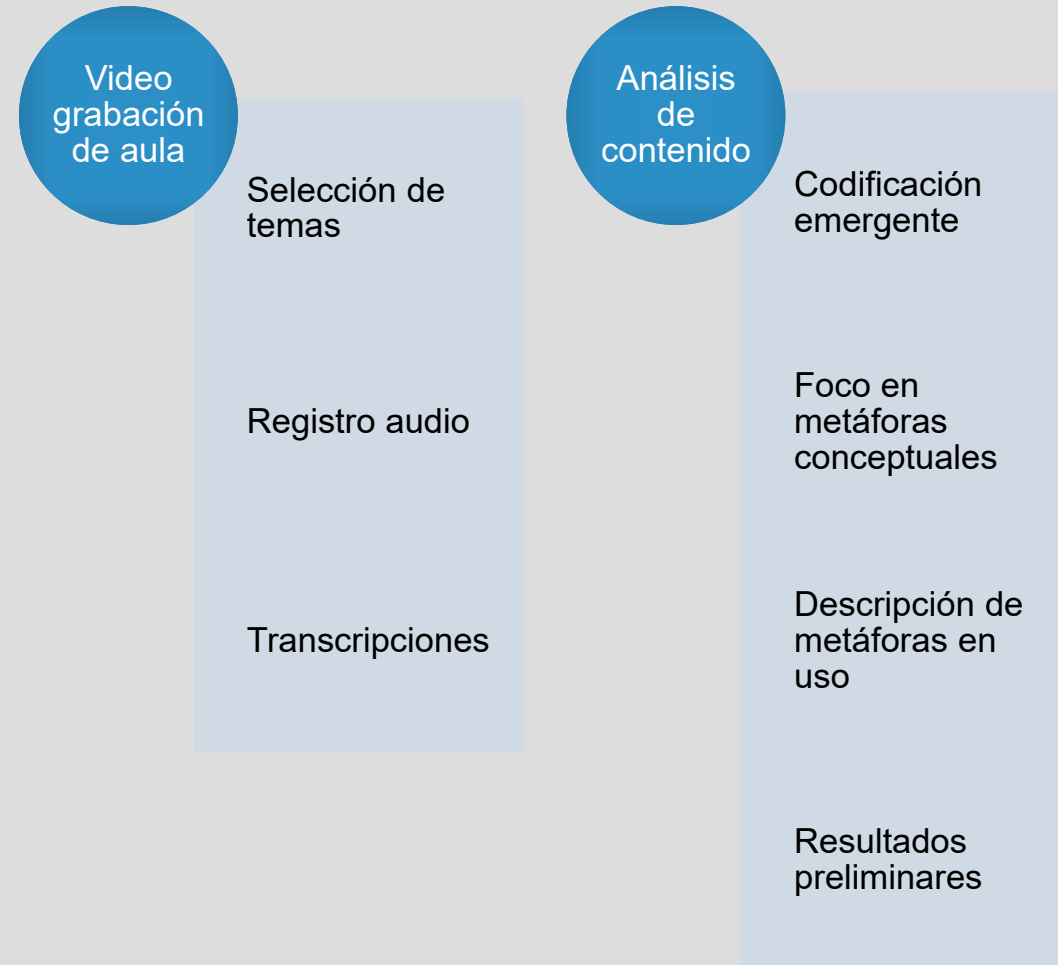 Video
grabación
de aula
Selección de
temas
Registro audio
Transcripciones
Análisis
de
contenido
Codificación
emergente
Foco en
metáforas
conceptuales
Descripción de
metáforas en
uso
Resultados
preliminares